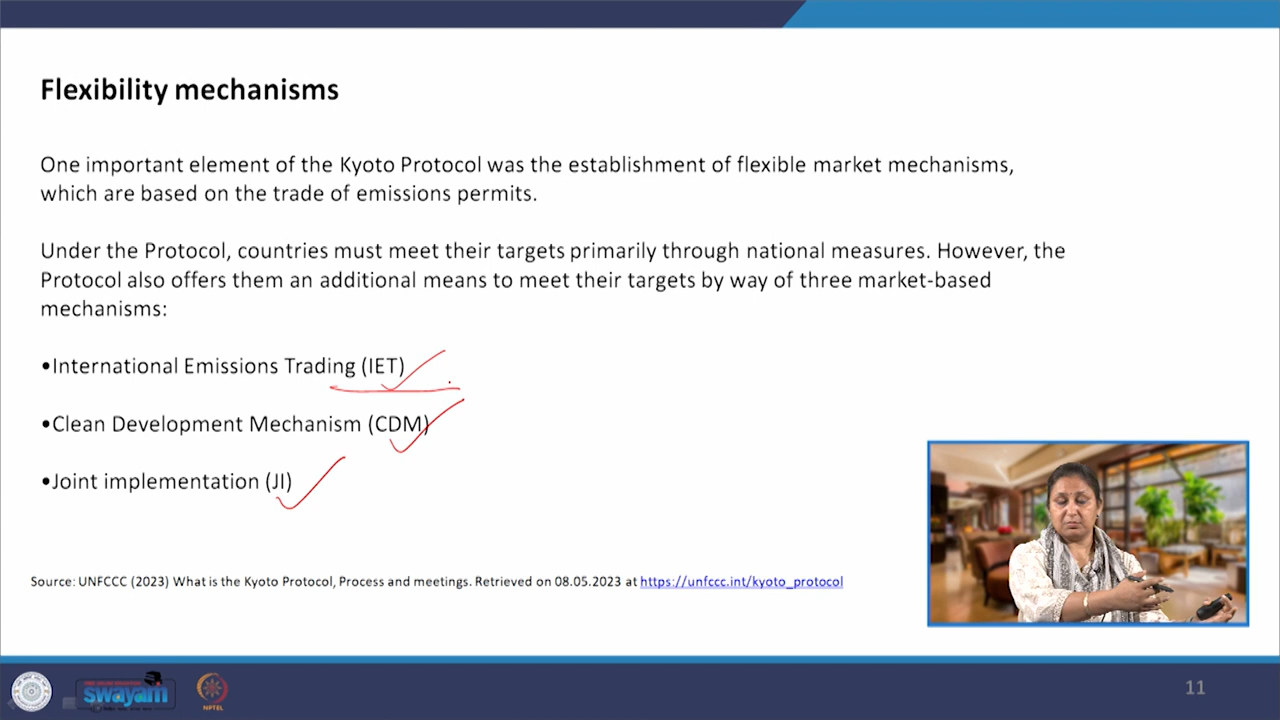 Flexibility mechanisms
One important element of the Kyoto Protocol was the establishment of flexible market mechanisms,
which are based on the trade of emissions permits.
Under the Protocol, countries must meet their targets primarily through national measures. However, the
Protocol also offers them an additional means to meet their targets by way of three market-based
mechanisms:
•International Emissions Trading (IET)
•Clean Development Mechanism (CDM)
•Joint implementation (JI)
Source: UNFCCC (2023) What is the Kyoto Protocol, Process and meetings. Retrieved on 08.05.2023 at https://unfccc.int/kyoto_protocol
swayam
NPTEL
11